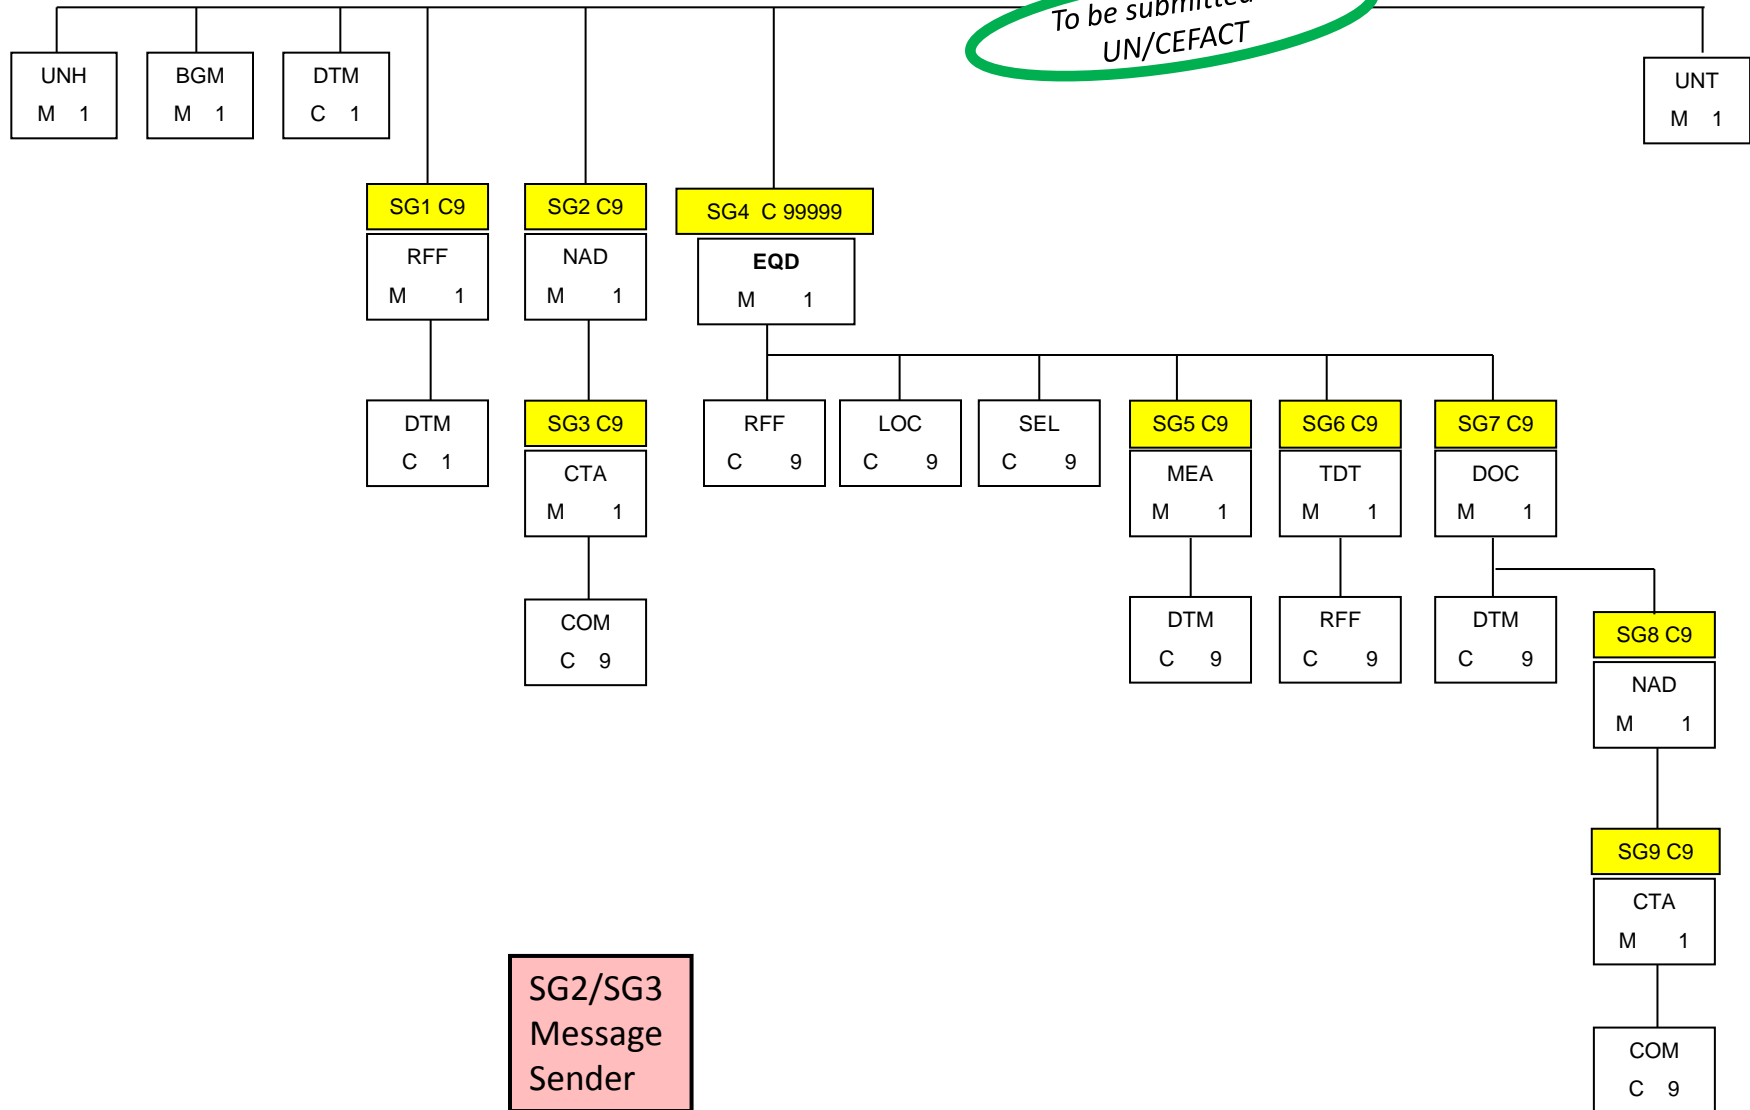 To be submitted
UN/CEFACT
UNH
M 1
BGM
M 1
DTM
C 1
UNT
M 1
SG1 C9
RFF
M 1
SG2 C9
NAD
M 1
SG4 C 99999
EQD
M 1
DTM
C 1
SG3 C9
CTA
M 1
RFF
C 9
LOC
C 9
SEL
C 9
SG5 C9
MEA
M 1
SG6 C9
TDT
M 1
SG7 C9
DOC
M 1
COM
C 9
DTM
C 9
RFF
C 9
DTM
C 9
SG8 C9
NAD
M 1
SG9 C9
CTA
M 1
COM
C 9
SG2/SG3
Message
Sender